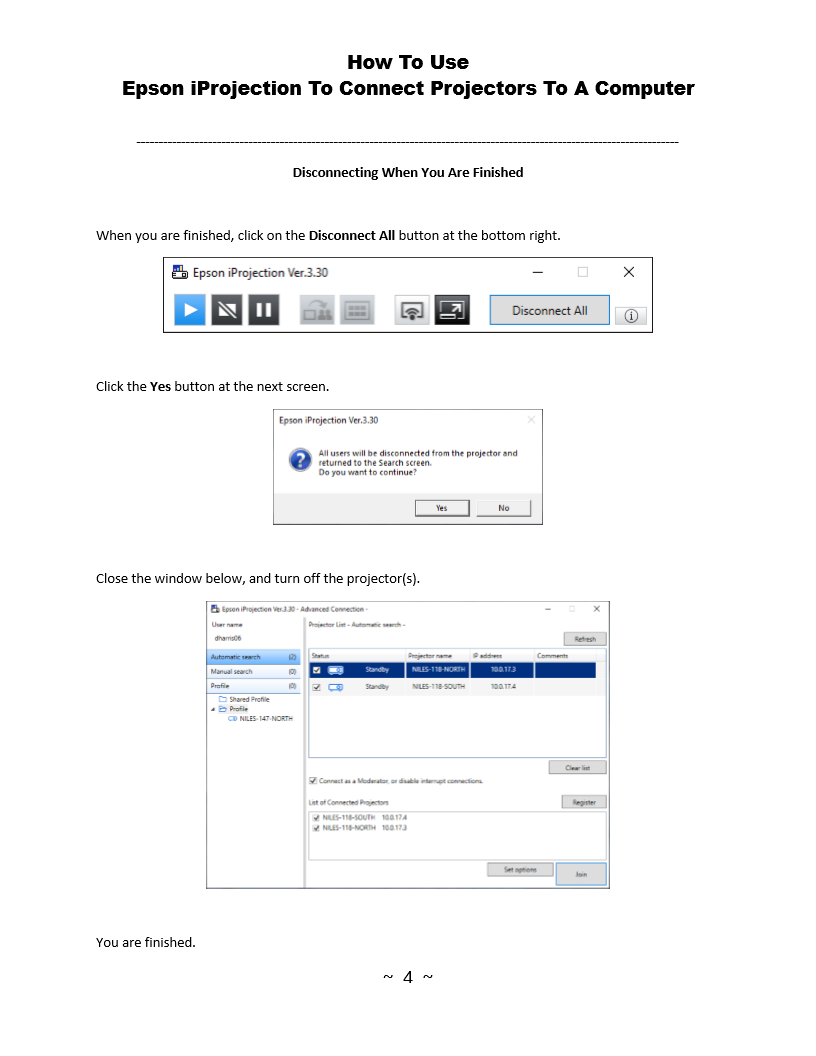 How To Use
Epson iProjection To Connect Projectors To A Computer
--------------------------------------------------------------------------------------------------------------------------
Disconnecting When You Are Finished
When you are finished, click on the Disconnect All button at the bottom right.
Epson iProjection Ver.3.30
Disconnect All
Click the Yes button at the next screen.
Epson iProjection Ver.3.30
All users will be disconnected from the projector and
returned to the Search screen.
Do you want to continue?
Yes No
Close the window below, and turn off the projector(s).
Epson iProjection Ver.3.30 - Advanced Connection -
User name
dharris06
Automatic search (2)
Manual search (0)
Profile (0)
Shared Profile
Profile
NILES-147-NORTH
Projector List - Automatic search -
Refresh
Status Projector name IP address Comments
Standby NILES-118-NORTH 10.0.17.3
Standby NILES-118-SOUTH 10.0.17.4
Clear list
Connect as a Moderator, or disable interrupt connections.
List of Connected Projectors
Register
NILES-118-SOUTH 10.0.17.4
NILES-118-NORTH 10.0.17.3
Set options Join
You are finished.
~ 4 ~